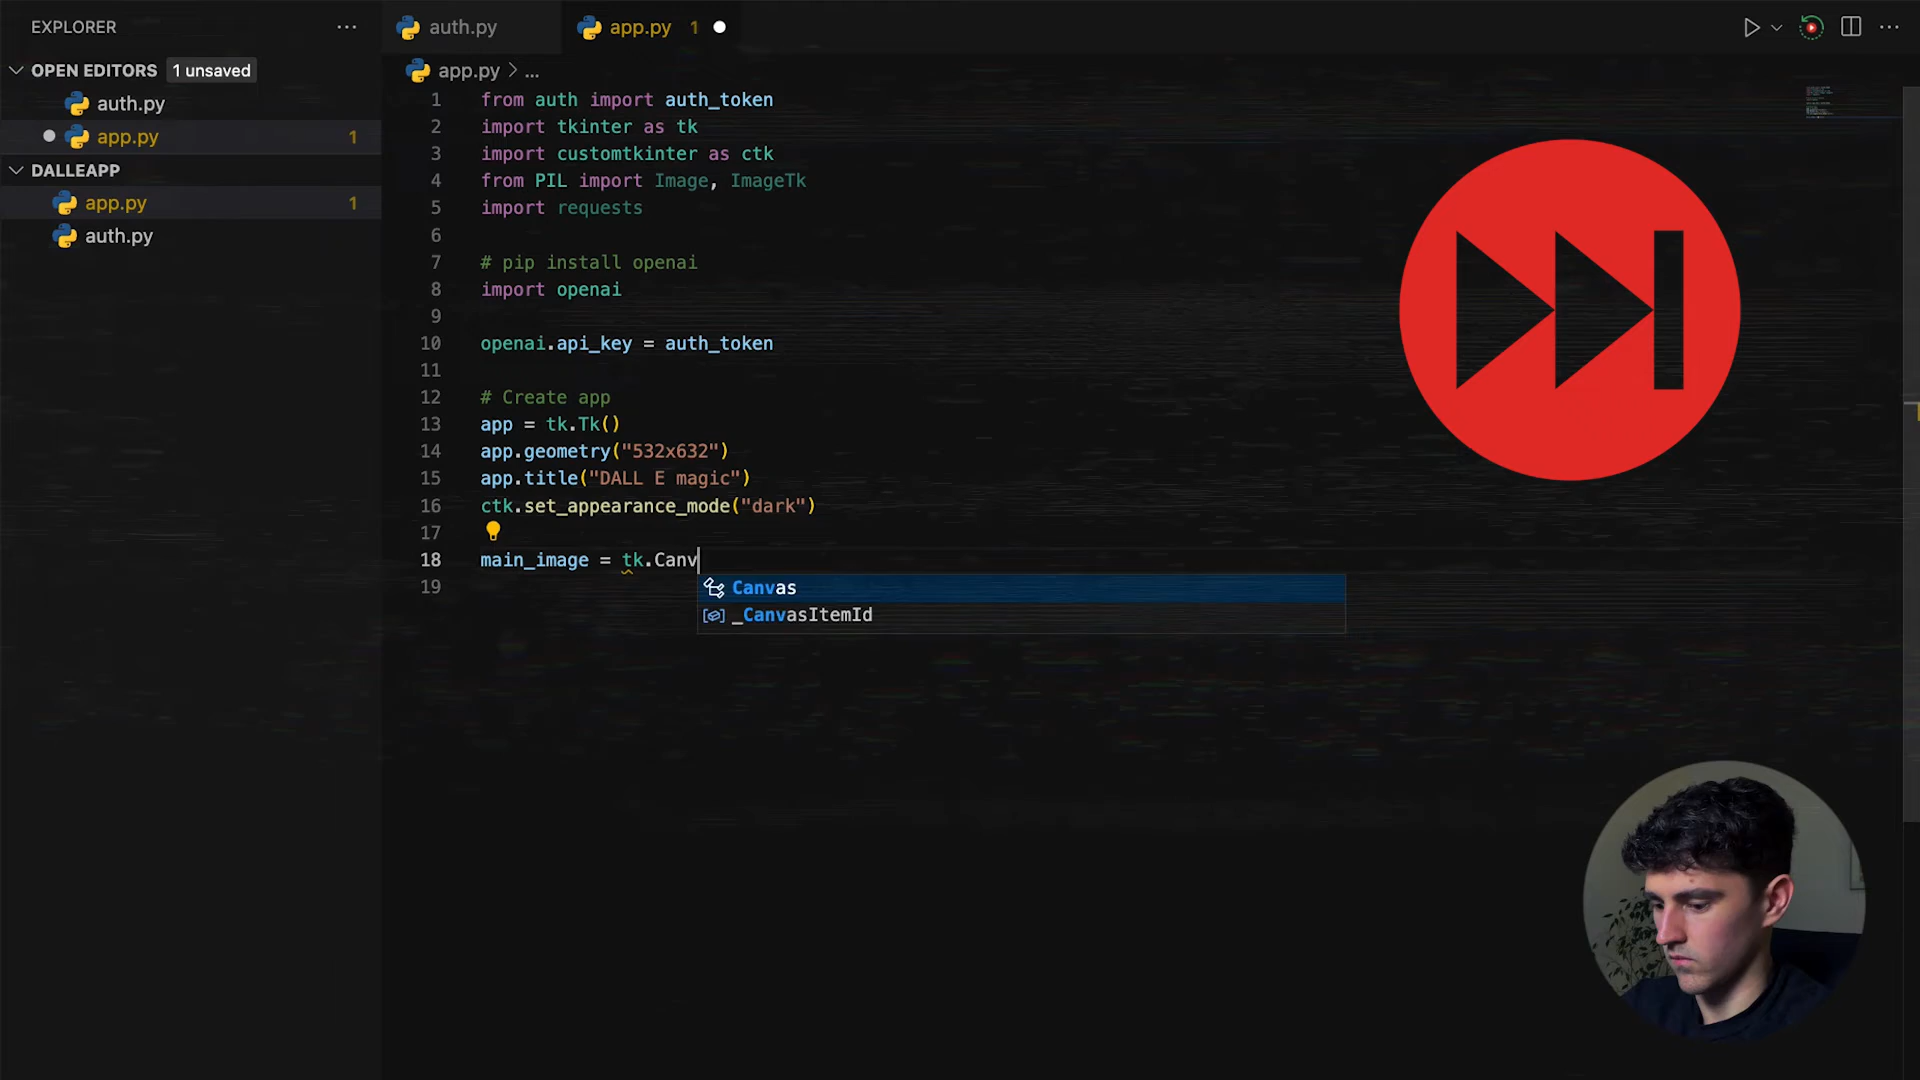 EXPLORER
OPEN EDITORS 1 unsaved
auth.py
app.py 1
DALLEAPP
app.py 1
auth.py
auth.py
app.py 1
app.py > ...
1 from auth import auth_token
2 import tkinter as tk
3 import customtkinter as ctk
4 from PIL import Image, ImageTk
5 import requests
6
7 # pip install openai
8 import openai
9
10 openai.api_key = auth_token
11
12 # Create app
13 app = tk.Tk()
14 app.geometry("532x632")
15 app.title("DALL E magic")
16 ctk.set_appearance_mode("dark")
17
18 main_image = tk.Canv
Canvas
_CanvasItemId
19